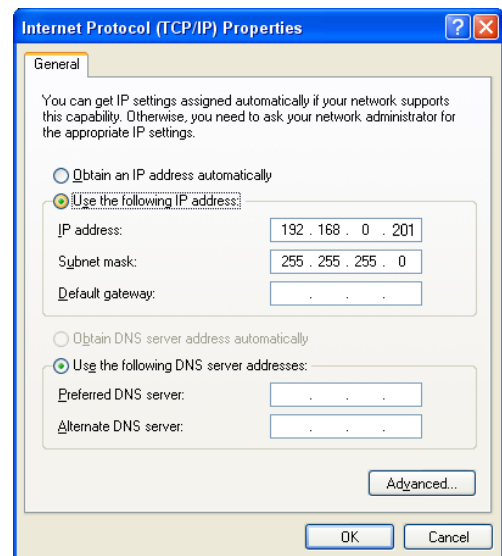 Internet Protocol (TCP/IP) Properties
General
You can get IP settings assigned automatically if your network supports
this capability. Otherwise, you need to ask your network administrator for
the appropriate IP settings.
Obtain an IP address automatically
Use the following IP address:
IP address: 192 . 168 . 0 . 201
Subnet mask: 255 . 255 . 255 . 0
Default gateway: . . .
Obtain DNS server address automatically
Use the following DNS server addresses:
Preferred DNS server: . . .
Alternate DNS server: . . .
Advanced...
OK Cancel